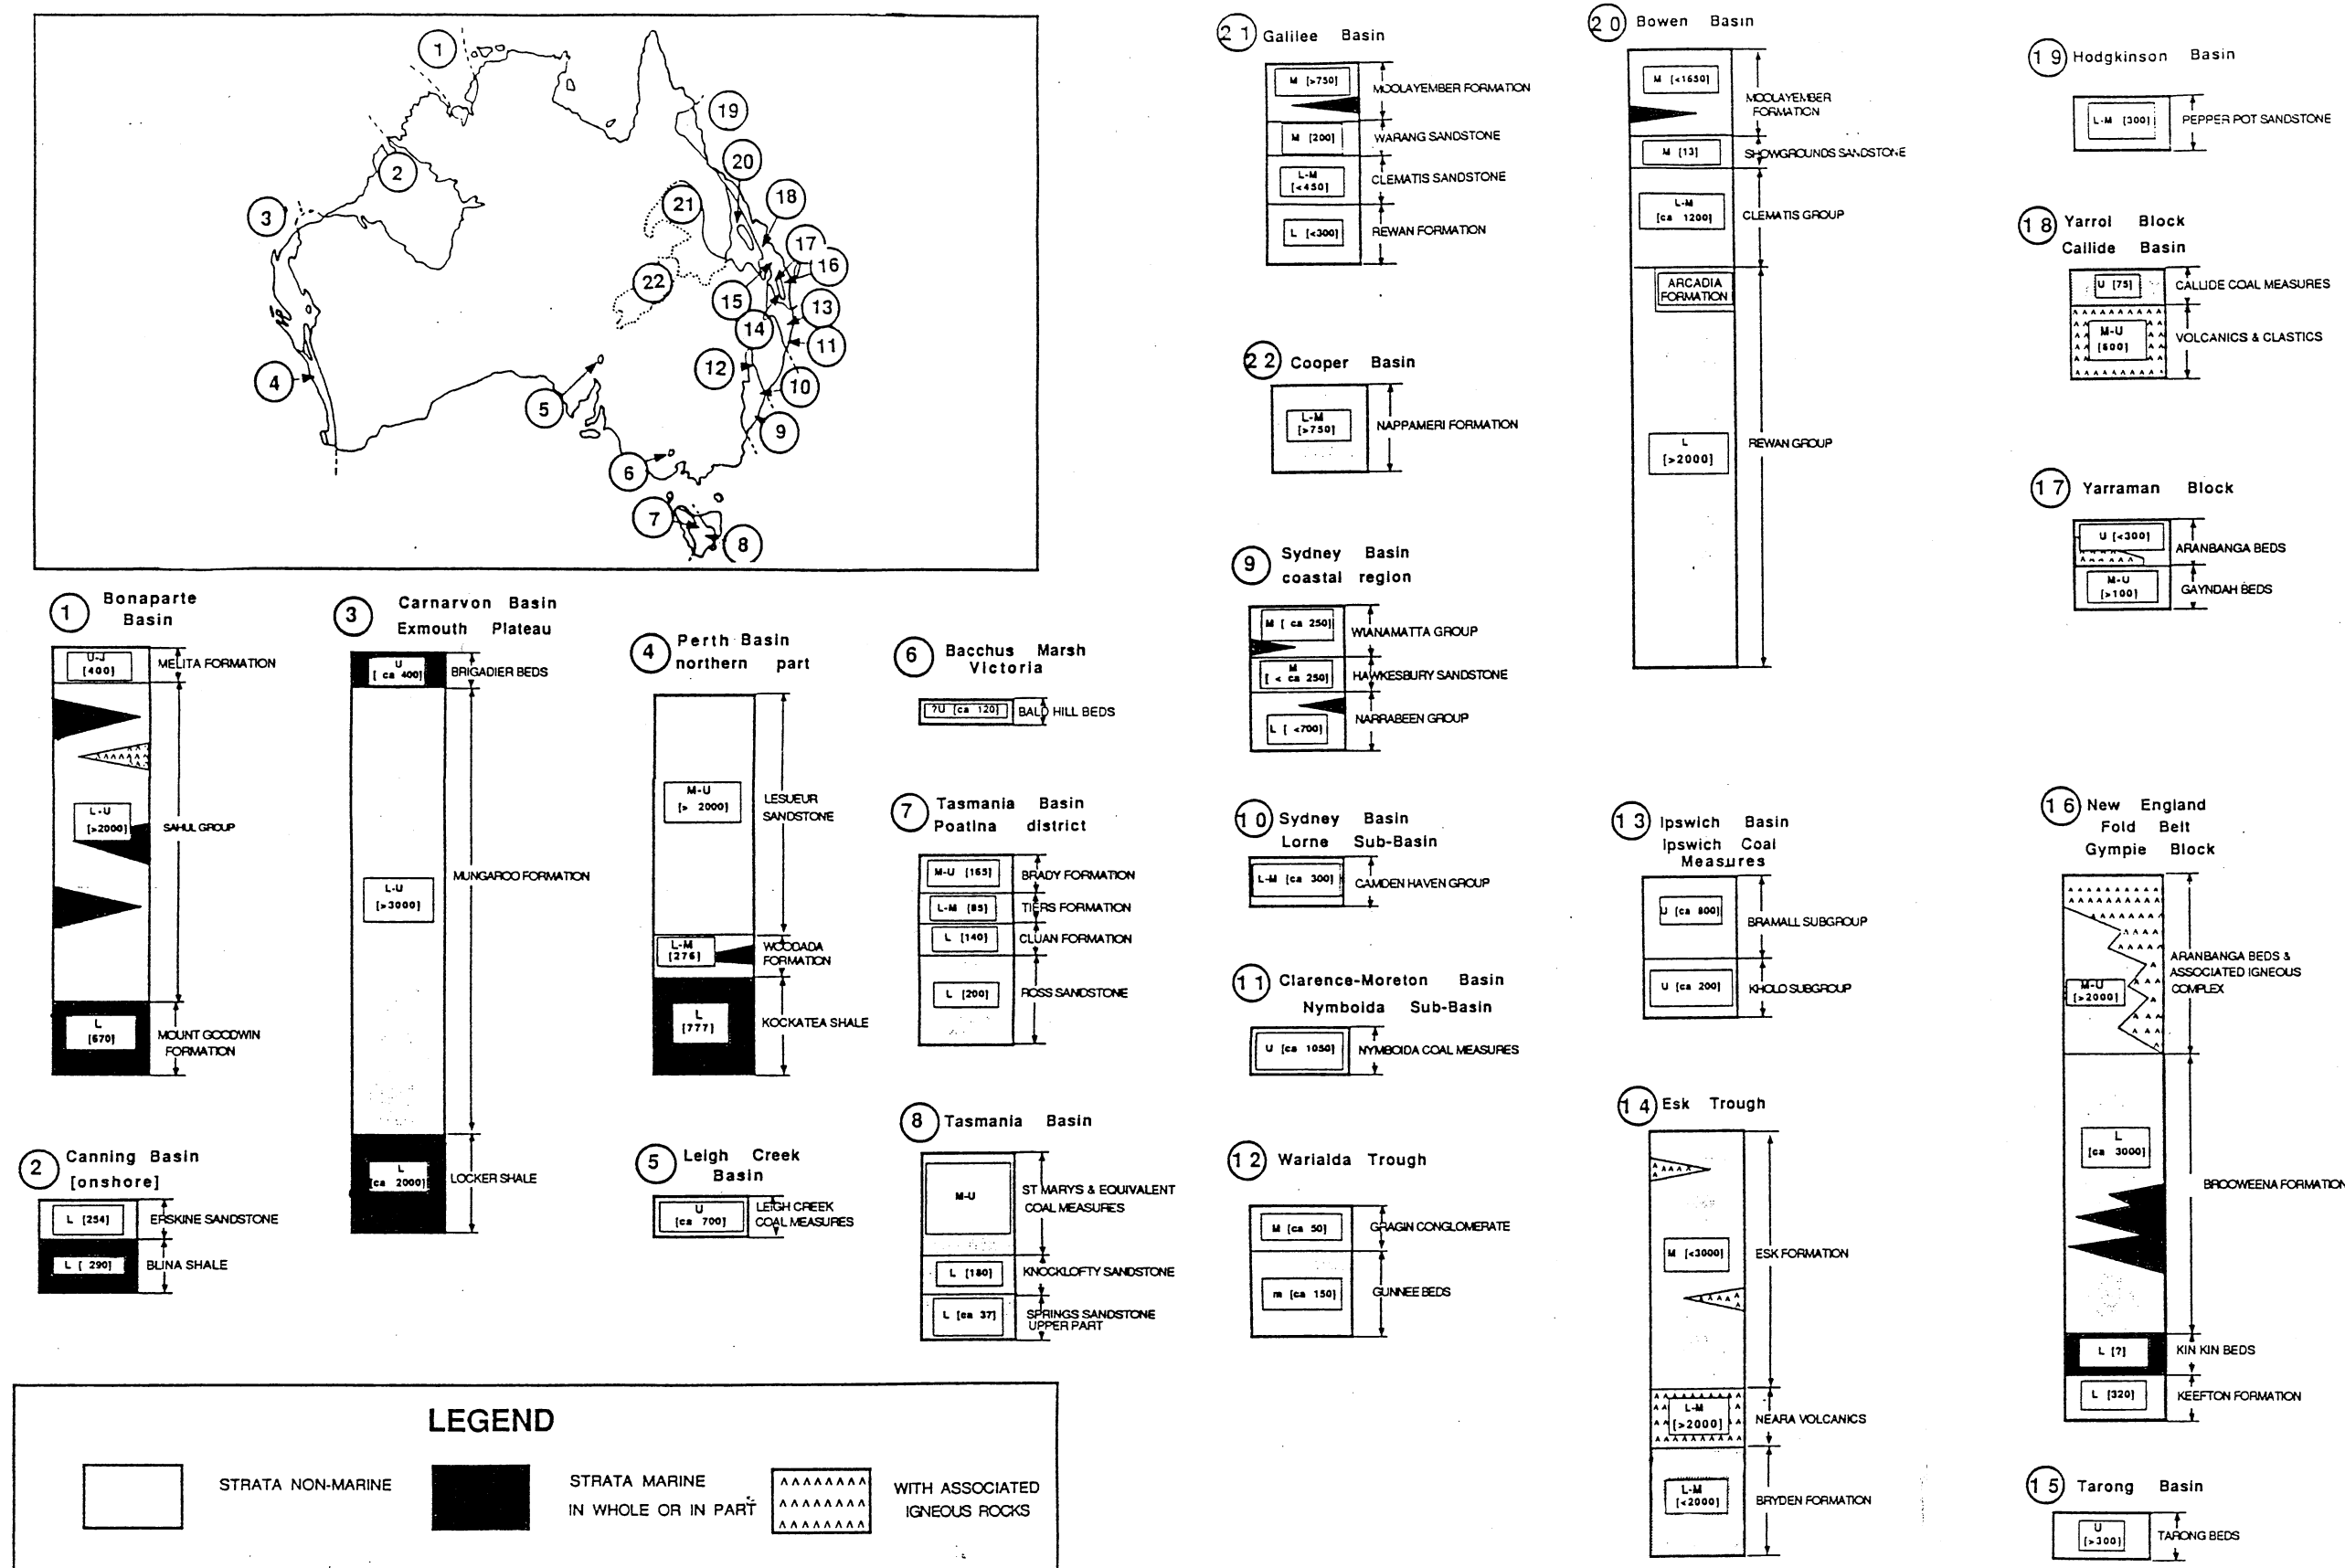 1
2
3
4
5
6
7
8
9
10
11
12
13
14
15
16
17
18
19
20
21
22
1 Bonaparte
Basin
U-J
[400]
MELITA FORMATION
L-U
[>2000]
SAHUL GROUP
L
[670]
MOUNT GOODWIN
FORMATION
2 Canning Basin
[onshore]
L [254]
ERSKINE SANDSTONE
L [ 290]
BLINA SHALE
3 Carnarvon Basin
Exmouth Plateau
U
[ ca 400]
BRIGADIER BEDS
L-U
[>3000]
MUNGAROO FORMATION
L
[ca 2000]
LOCKER SHALE
4 Perth Basin
northern part
M-U
[> 2000]
LESUEUR
SANDSTONE
L-M
[276]
WOODADA
FORMATION
L
[777]
KOCKATEA SHALE
5 Leigh Creek
Basin
U
[ca 700]
LEIGH CREEK
COAL MEASURES
6 Bacchus Marsh
Victoria
?U [ca 120]
BALD HILL BEDS
7 Tasmania Basin
Poatina district
M-U [165]
BRADY FORMATION
L-M [85]
TIERS FORMATION
L [140]
CLUAN FORMATION
L [200]
ROSS SANDSTONE
8 Tasmania Basin
M-U
ST MARYS & EQUIVALENT
COAL MEASURES
L [180]
KNOCKLOFTY SANDSTONE
L [ca 37]
SPRINGS SANDSTONE
UPPER PART
21 Galilee Basin
M [>750]
MOOLAYEMBER FORMATION
M [200]
WARANG SANDSTONE
L-M
[<450]
CLEMATIS SANDSTONE
L [<300]
REWAN FORMATION
22 Cooper Basin
L-M
[>750]
NAPPAMERI FORMATION
9 Sydney Basin
coastal region
M [ ca 250]
WIANAMATTA GROUP
M
[ < ca 250]
HAWKESBURY SANDSTONE
L [ <700]
NARRABEEN GROUP
10 Sydney Basin
Lorne Sub-Basin
L-M [ca 300]
CAMDEN HAVEN GROUP
11 Clarence-Moreton Basin
Nymboida Sub-Basin
U [ca 1050]
NYMBOIDA COAL MEASURES
12 Warialda Trough
M [ca 50]
GRAGIN CONGLOMERATE
m [ca 150]
GUNNEE BEDS
20 Bowen Basin
M [<1650]
MOOLAYEMBER
FORMATION
M [13]
SHOWGROUNDS SANDSTONE
L-M
[ca 1200]
CLEMATIS GROUP
ARCADIA
FORMATION
L
[>2000]
REWAN GROUP
13 Ipswich Basin
Ipswich Coal
Measures
U [ca 800]
BRAMALL SUBGROUP
U [ca 200]
KHOLO SUBGROUP
14 Esk Trough
M [<3000]
ESK FORMATION
L-M
[>2000]
NEARA VOLCANICS
L-M
[<2000]
BRYDEN FORMATION
19 Hodgkinson Basin
L-M [300]
PEPPER POT SANDSTONE
18 Yarrol Block
Callide Basin
U [75]
CALLIDE COAL MEASURES
M-U
[500]
VOLCANICS & CLASTICS
17 Yarraman Block
U [<300]
ARANBANGA BEDS
M-U
[>100]
GAYNDAH BEDS
16 New England
Fold Belt
Gympie Block
M-U
[>2000]
ARANBANGA BEDS &
ASSOCIATED IGNEOUS
COMPLEX
L
[ca 3000]
BROOWEENA FORMATION
L [?]
KIN KIN BEDS
L [320]
KEEFTON FORMATION
15 Tarong Basin
U
[>300]
TARONG BEDS
LEGEND
STRATA NON-MARINE
STRATA MARINE
IN WHOLE OR IN PART
WITH ASSOCIATED
IGNEOUS ROCKS